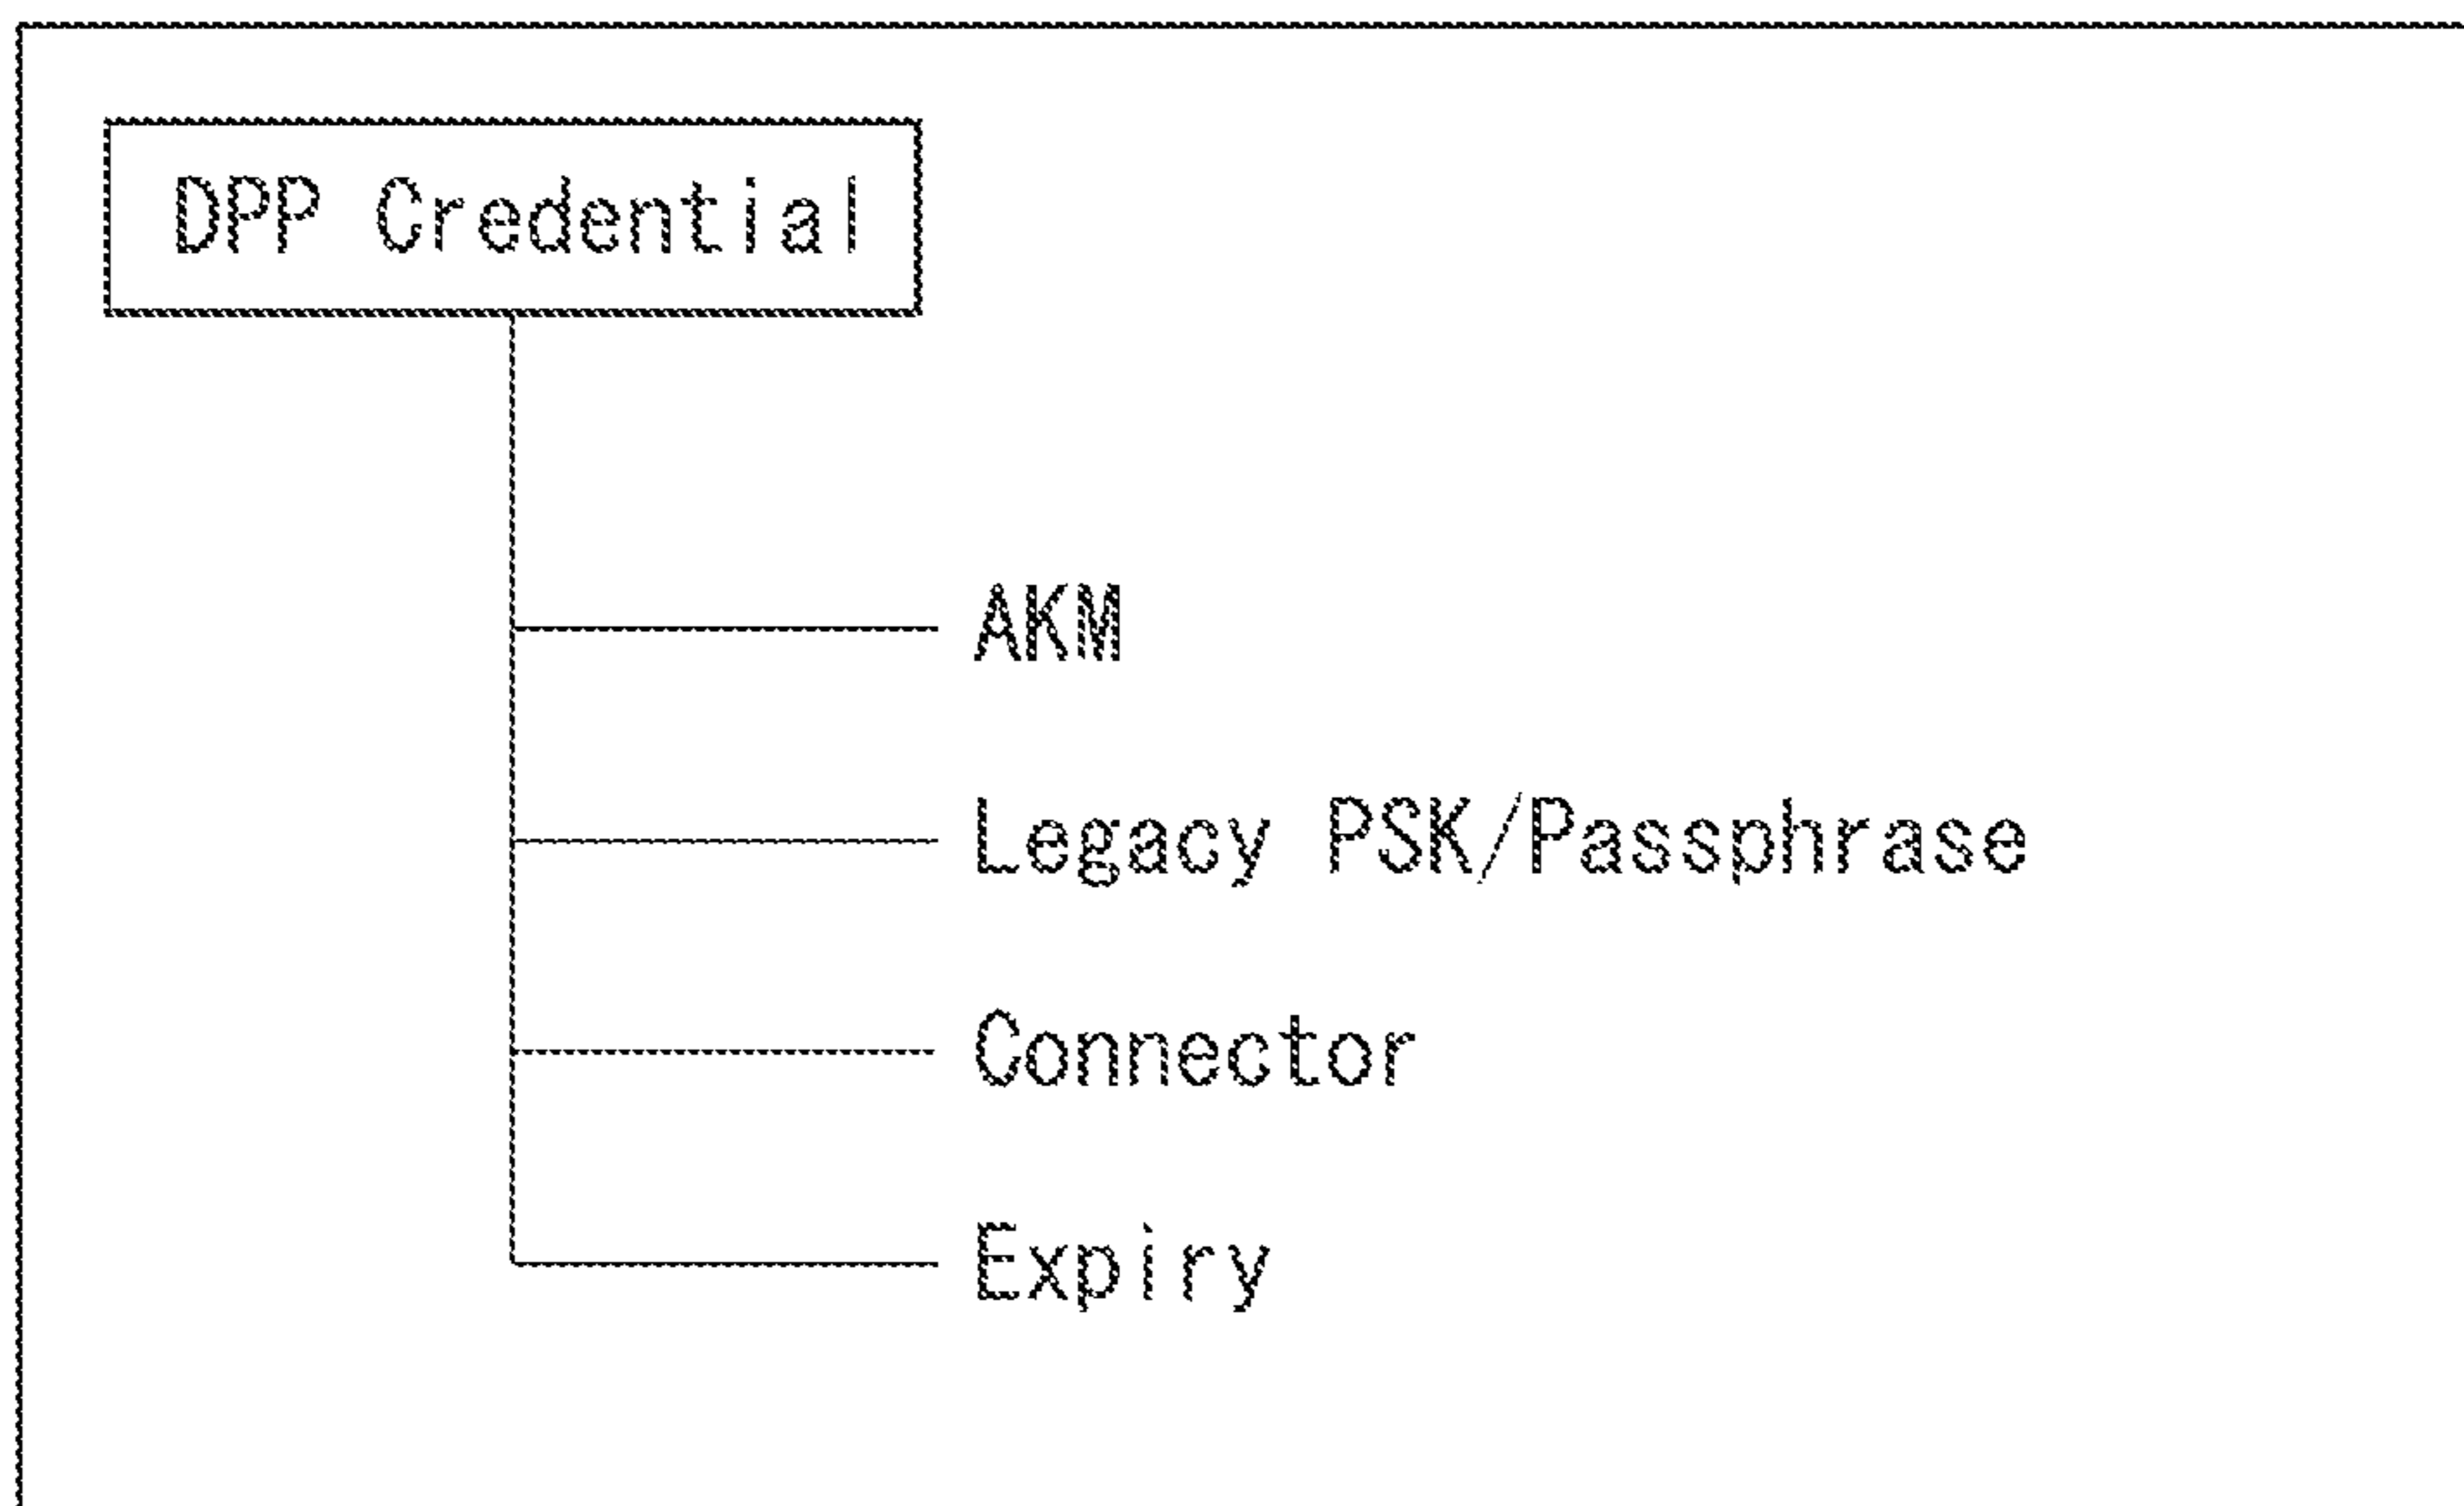 DPP Credential
AKM
Legacy PSK/Passphrase
Connector
Expiry